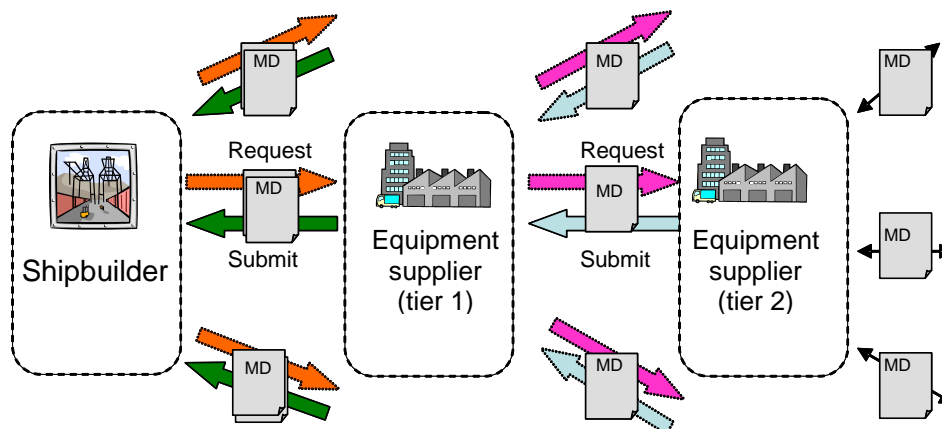 MD
MD
MD
Request
MD
Submit
Shipbuilder
Equipment
supplier
(tier 1)
Request
MD
Submit
Equipment
supplier
(tier 2)
MD
MD
MD
MD